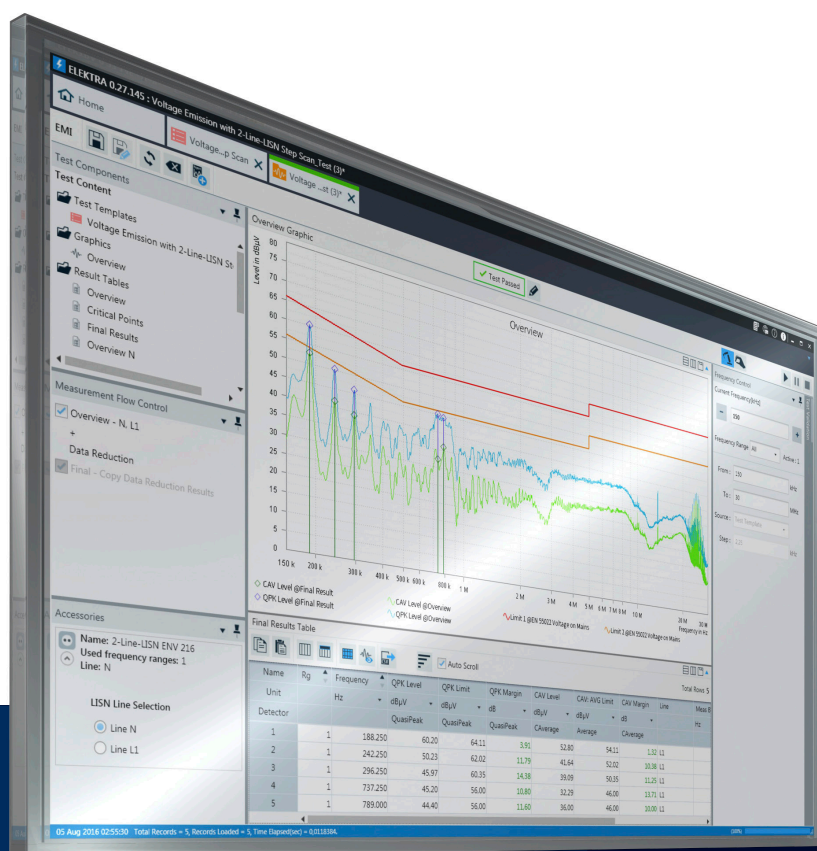 ELEKTRA 0.27.145 : Voltage Emission with 2-Line-LISN Step Scan_Test (3)*
Home
Voltage...p Scan
Voltage ...st (3)*
EMI
Test Components
Test Content
Test Templates
Voltage Emission with 2-Line-LISN St
Graphics
Overview
Result Tables
Overview
Critical Points
Final Results
Overview N
Measurement Flow Control
Overview - N, L1
+
Data Reduction
Final - Copy Data Reduction Results
Accessories
Name: 2-Line-LISN ENV 216
Used frequency ranges: 1
Line: N
LISN Line Selection
Line N
Line L1
Overview Graphic
Test Passed
Overview
Level in dBµV
80
75
70
65
60
55
50
45
40
35
30
25
20
15
10
5
0
150 k 200 k 300 k 400 k 500 k 600 k 800 k 1 M 2 M 3 M 4 M 5 M 6 M 7 M 8 M 10 M 20 M 30 M
Frequency in Hz
CAV Level @Final Result
QPK Level @Final Result
CAV Level @Overview
QPK Level @Overview
Limit 1 @EN 55022 Voltage on Mains
Limit 2 @EN 55022 Voltage on Mains
Frequency Control
Current Frequency[kHz]
- 150 +
Frequency Range : All
Active : 1
From : 150 kHz
To : 30 MHz
Source : Test Template
Step : kHz
Final Results Table
Auto Scroll
Total Rows 5
Name Rg Frequency QPK Level QPK Limit QPK Margin CAV Level CAV: AVG Limit CAV Margin Line Meas B
Unit Hz dBµV dBµV dB dBµV dBµV dB Hz
Detector QuasiPeak QuasiPeak QuasiPeak CAverage Average CAverage
1 1 188.250 60.20 64.11 3,91 52.80 54.11 1.32 L1
2 1 242.250 50.23 62.02 11,79 41.64 52.02 10.38 L1
3 1 296.250 45.97 60.35 14,38 39.09 50.35 11.25 L1
4 1 737.250 45.20 56.00 10,80 32.29 46.00 13.71 L1
5 1 789.000 44.40 56.00 11.60 36.00 46.00 10.00 L1
05 Aug 2016 02:55:30 Total Records = 5, Records Loaded = 5, Time Elapsed(sec) = 0,0118384.